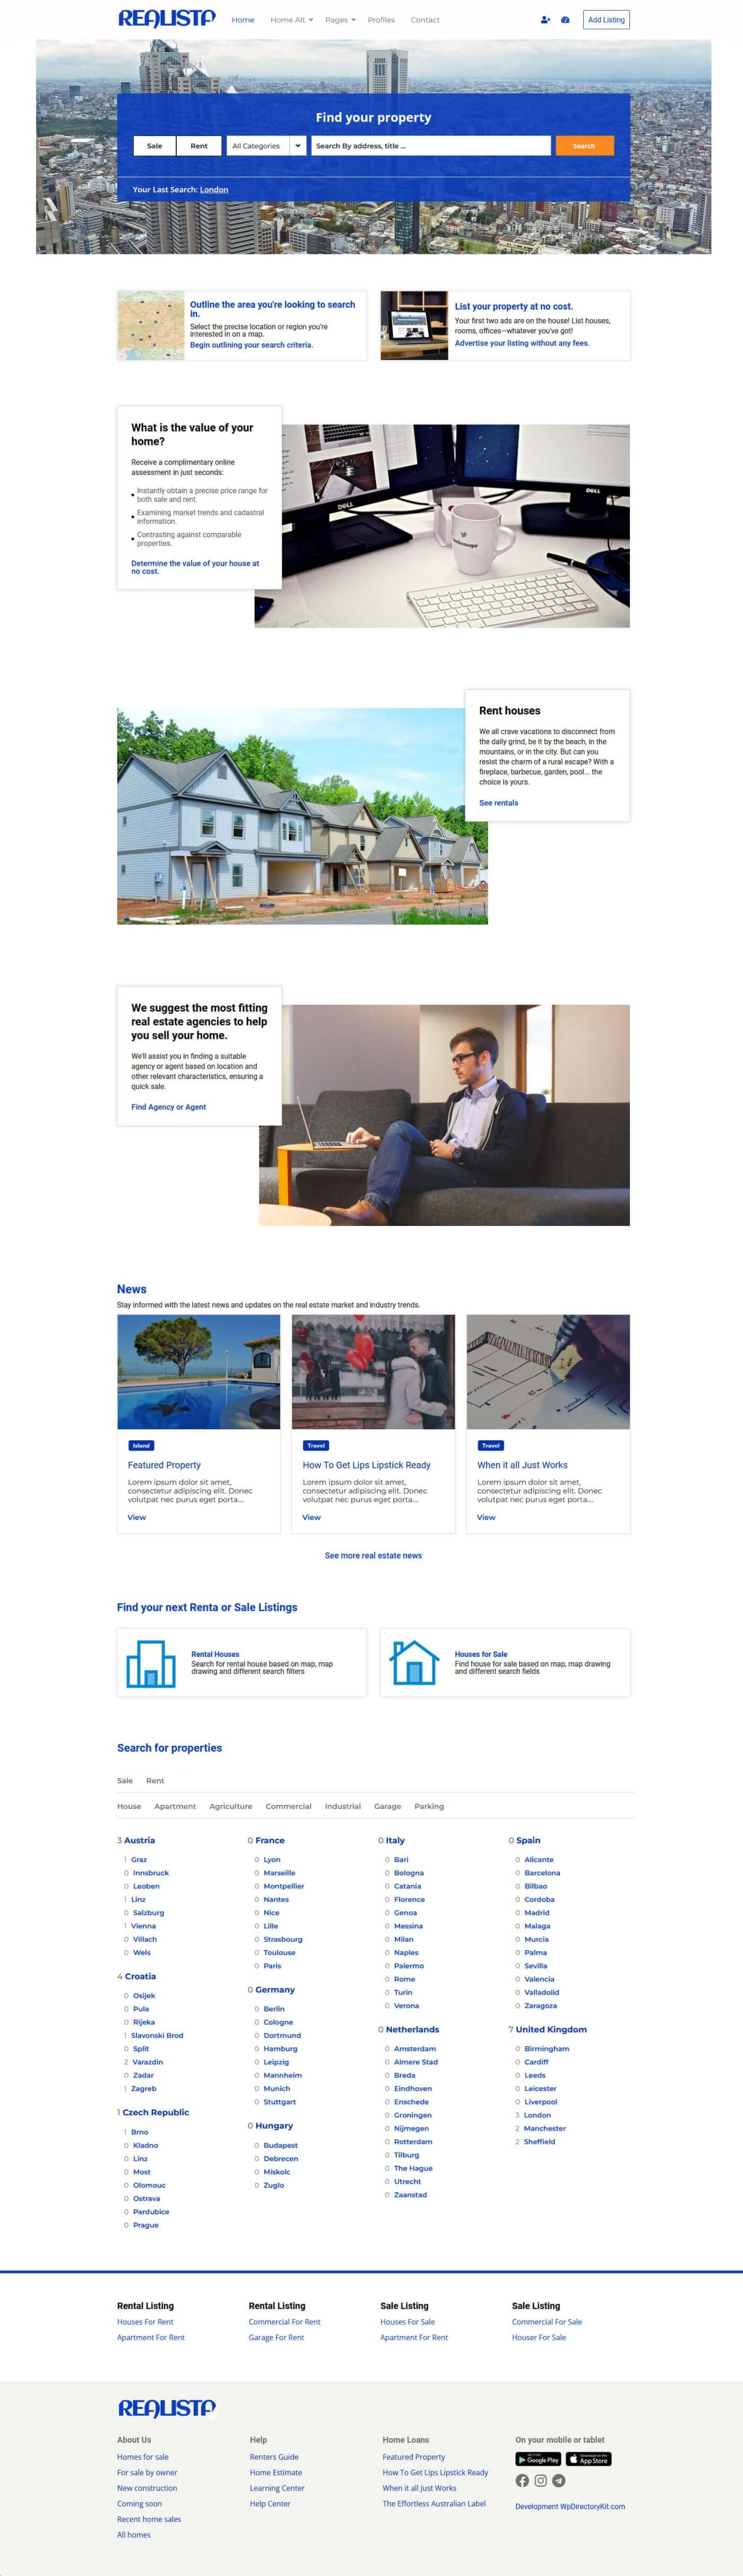 REALISTA
Home
Home Alt
Pages
Profiles
Contact
Add Listing
Find your property
Sale
Rent
All Categories
Search By address, title ...
Search
Your Last Search: London
Outline the area you're looking to search
in.
Select the precise location or region you're
interested in on a map.
Begin outlining your search criteria.
List your property at no cost.
Your first two ads are on the house! List houses,
rooms, offices—whatever you've got!
Advertise your listing without any fees.
What is the value of your
home?
Receive a complimentary online
assessment in just seconds:
Instantly obtain a precise price range for
both sale and rent.
Examining market trends and cadastral
information.
Contrasting against comparable
properties.
Determine the value of your house at
no cost.
DELL
DELL
Rent houses
We all crave vacations to disconnect from
the daily grind, be it by the beach, in the
mountains, or in the city. But can you
resist the charm of a rural escape? With a
fireplace, barbecue, garden, pool... the
choice is yours.
See rentals
We suggest the most fitting
real estate agencies to help
you sell your home.
We'll assist you in finding a suitable
agency or agent based on location and
other relevant characteristics, ensuring a
quick sale.
Find Agency or Agent
News
Stay informed with the latest news and updates on the real estate market and industry trends.
Island
Featured Property
Lorem ipsum dolor sit amet,
consectetur adipiscing elit. Donec
volutpat nec purus eget porta....
View
Travel
How To Get Lips Lipstick Ready
Lorem ipsum dolor sit amet,
consectetur adipiscing elit. Donec
volutpat nec purus eget porta....
View
Travel
When it all Just Works
Lorem ipsum dolor sit amet,
consectetur adipiscing elit. Donec
volutpat nec purus eget porta....
View
See more real estate news
Find your next Renta or Sale Listings
Rental Houses
Search for rental house based on map, map
drawing and different search filters
Houses for Sale
Find house for sale based on map, map drawing
and different search fields
Search for properties
Sale
Rent
House
Apartment
Agriculture
Commercial
Industrial
Garage
Parking
3 Austria
1 Graz
0 Innsbruck
0 Leoben
1 Linz
0 Salzburg
1 Vienna
0 Villach
0 Wels
4 Croatia
0 Osijek
0 Pula
0 Rijeka
1 Slavonski Brod
0 Split
2 Varazdin
0 Zadar
1 Zagreb
1 Czech Republic
1 Brno
0 Kladno
0 Linz
0 Most
0 Olomouc
0 Ostrava
0 Pardubice
0 Prague
0 France
0 Lyon
0 Marseille
0 Montpellier
0 Nantes
0 Nice
0 Lille
0 Strasbourg
0 Toulouse
0 Paris
0 Germany
0 Berlin
0 Cologne
0 Dortmund
0 Hamburg
0 Leipzig
0 Mannheim
0 Munich
0 Stuttgart
0 Hungary
0 Budapest
0 Debrecen
0 Miskolc
0 Zuglo
0 Italy
0 Bari
0 Bologna
0 Catania
0 Florence
0 Genoa
0 Messina
0 Milan
0 Naples
0 Palermo
0 Rome
0 Turin
0 Verona
0 Netherlands
0 Amsterdam
0 Almere Stad
0 Breda
0 Eindhoven
0 Enschede
0 Groningen
0 Nijmegen
0 Rotterdam
0 Tilburg
0 The Hague
0 Utrecht
0 Zaanstad
0 Spain
0 Alicante
0 Barcelona
0 Bilbao
0 Cordoba
0 Madrid
0 Malaga
0 Murcia
0 Palma
0 Sevilla
0 Valencia
0 Valladolid
0 Zaragoza
7 United Kingdom
0 Birmingham
0 Cardiff
0 Leeds
0 Leicester
0 Liverpool
3 London
2 Manchester
2 Sheffield
Rental Listing
Houses For Rent
Apartment For Rent
Rental Listing
Commercial For Rent
Garage For Rent
Sale Listing
Houses For Sale
Apartment For Rent
Sale Listing
Commercial For Sale
Houser For Sale
REALISTA
About Us
Homes for sale
For sale by owner
New construction
Coming soon
Recent home sales
All homes
Help
Renters Guide
Home Estimate
Learning Center
Help Center
Home Loans
Featured Property
How To Get Lips Lipstick Ready
When it all Just Works
The Effortless Australian Label
On your mobile or tablet
Google Play
App Store
Development WpDirectoryKit.com